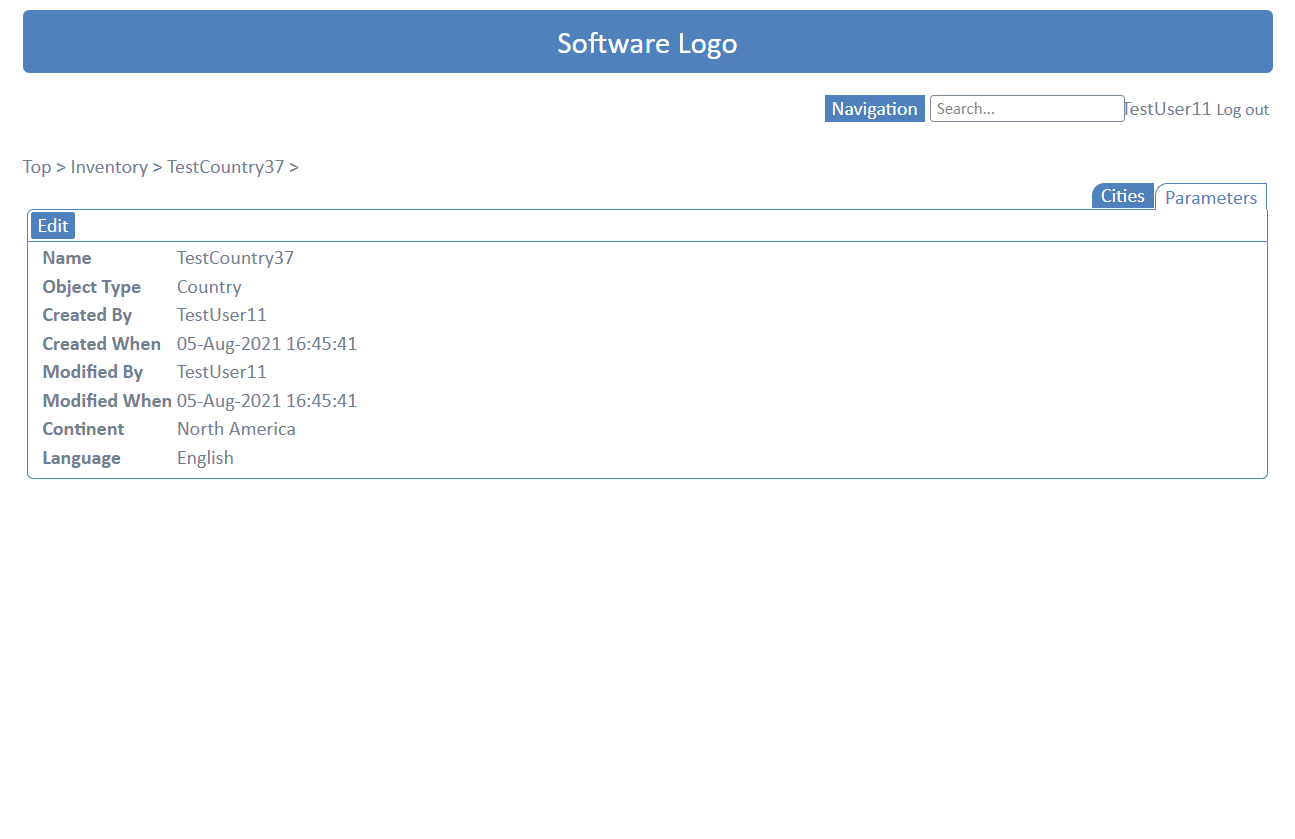 Software Logo
Navigation Search... TestUser11 Log out
Top > Inventory > TestCountry37 >
Cities Parameters
Edit
Name TestCountry37
Object Type Country
Created By TestUser11
Created When 05-Aug-2021 16:45:41
Modified By TestUser11
Modified When 05-Aug-2021 16:45:41
Continent North America
Language English